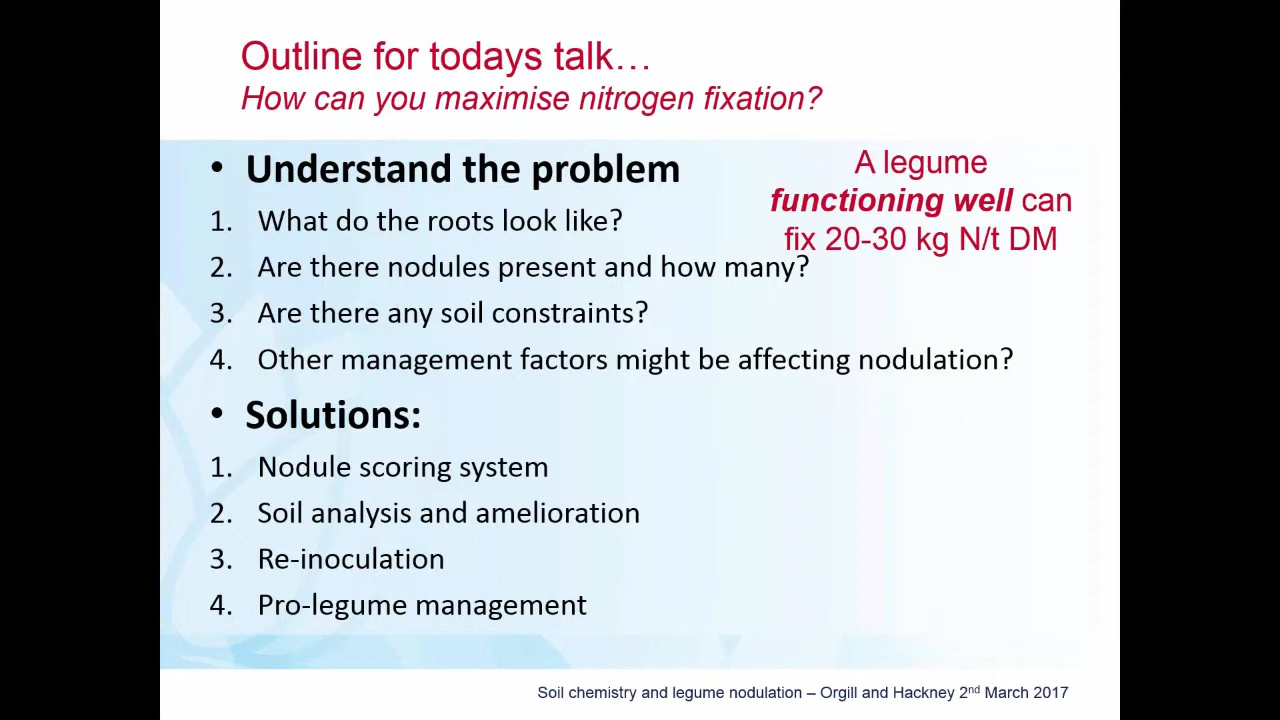 Outline for todays talk…
How can you maximise nitrogen fixation?
• Understand the problem
1. What do the roots look like?
2. Are there nodules present and how many?
3. Are there any soil constraints?
4. Other management factors might be affecting nodulation?
A legume
functioning well can
fix 20-30 kg N/t DM
• Solutions:
1. Nodule scoring system
2. Soil analysis and amelioration
3. Re-inoculation
4. Pro-legume management
Soil chemistry and legume nodulation – Orgill and Hackney 2nd March 2017